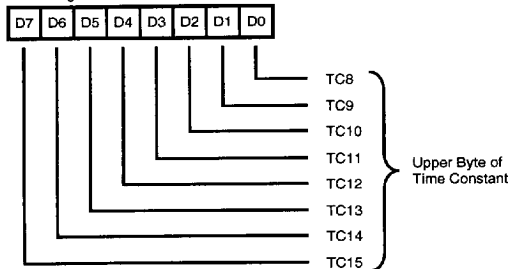 D7 D6 D5 D4 D3 D2 D1 D0
TC8
TC9
TC10
TC11
TC12
TC13
TC14
TC15
Upper Byte of
Time Constant